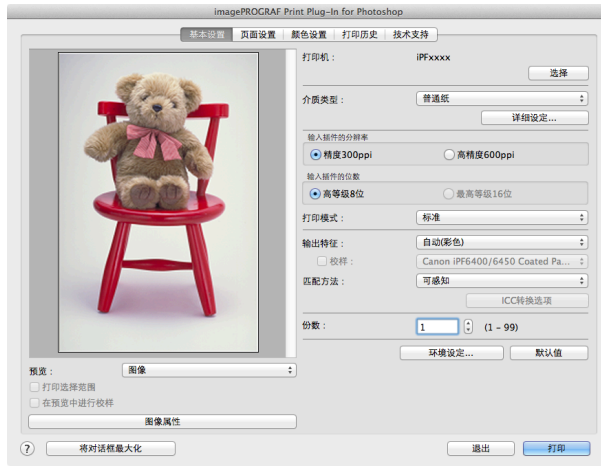 imagePROGRAF Print Plug-In for Photoshop
基本设置 页面设置 颜色设置 打印历史 技术支持
打印机： iPFxxxx
选择
介质类型： 普通纸
详细设定...
输入插件的分辨率
精度300ppi 高精度600ppi
输入插件的位数
高等级8位 最高等级16位
打印模式： 标准
输出特征： 自动(彩色)
校样： Canon iPF6400/6450 Coated Pa...
匹配方法： 可感知
ICC转换选项
份数： 1 (1 - 99)
环境设定... 默认值
预览： 图像
打印选择范围
在预览中进行校样
图像属性
? 将对话框最大化 退出 打印